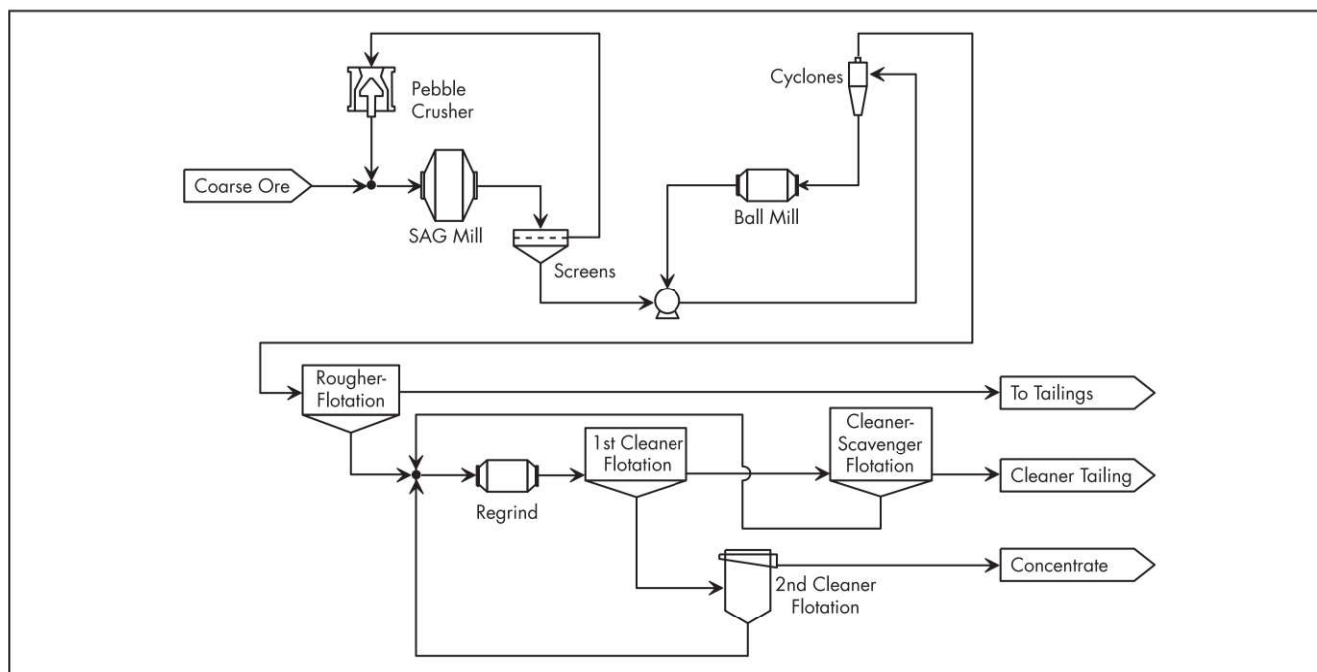 Pebble
Crusher
Cyclones
Coarse Ore
SAG Mill
Ball Mill
Screens
Rougher-
Flotation
To Tailings
1st Cleaner
Flotation
Cleaner-
Scavenger
Flotation
Cleaner Tailing
Regrind
Concentrate
2nd Cleaner
Flotation